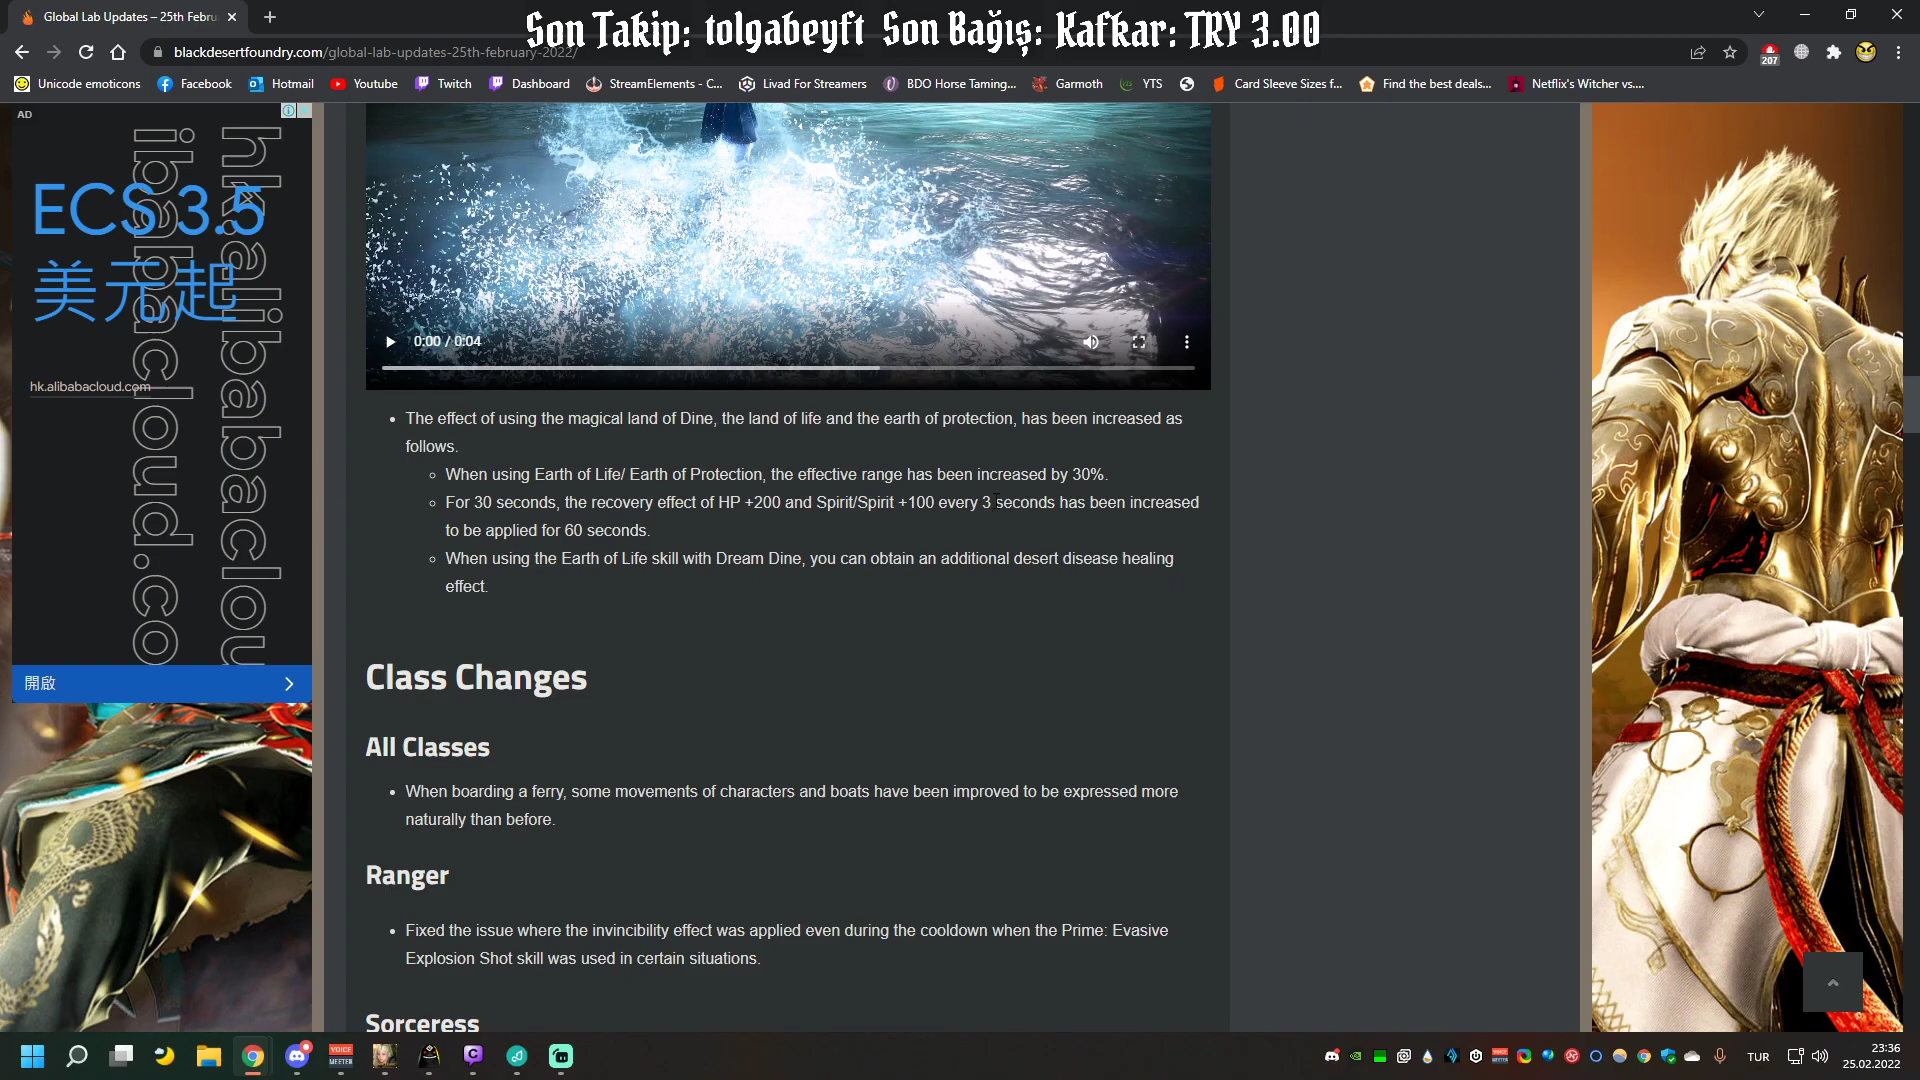 Global Lab Updates – 25th Febru
Son Takip: tolgabeyft Son Bağış: Kafkar: TRY 3.00
blackdesertfoundry.com/global-lab-updates-25th-february-2022/
207
Unicode emoticons
Facebook
Hotmail
Youtube
Twitch
Dashboard
StreamElements - C...
Livad For Streamers
BDO Horse Taming...
Garmoth
YTS
Card Sleeve Sizes f...
Find the best deals...
Netflix's Witcher vs....
AD
ECS 3.5
美元起
hk.alibabacloud.com
hk.alibabaclou
ibabacloud.co
開啟
0:00 / 0:04
• The effect of using the magical land of Dine, the land of life and the earth of protection, has been increased as
follows.
◦ When using Earth of Life/ Earth of Protection, the effective range has been increased by 30%.
◦ For 30 seconds, the recovery effect of HP +200 and Spirit/Spirit +100 every 3 seconds has been increased
to be applied for 60 seconds.
◦ When using the Earth of Life skill with Dream Dine, you can obtain an additional desert disease healing
effect.
Class Changes
All Classes
• When boarding a ferry, some movements of characters and boats have been improved to be expressed more
naturally than before.
Ranger
• Fixed the issue where the invincibility effect was applied even during the cooldown when the Prime: Evasive
Explosion Shot skill was used in certain situations.
Sorceress
VOICE
MEETER
TUR
23:36
25.02.2022